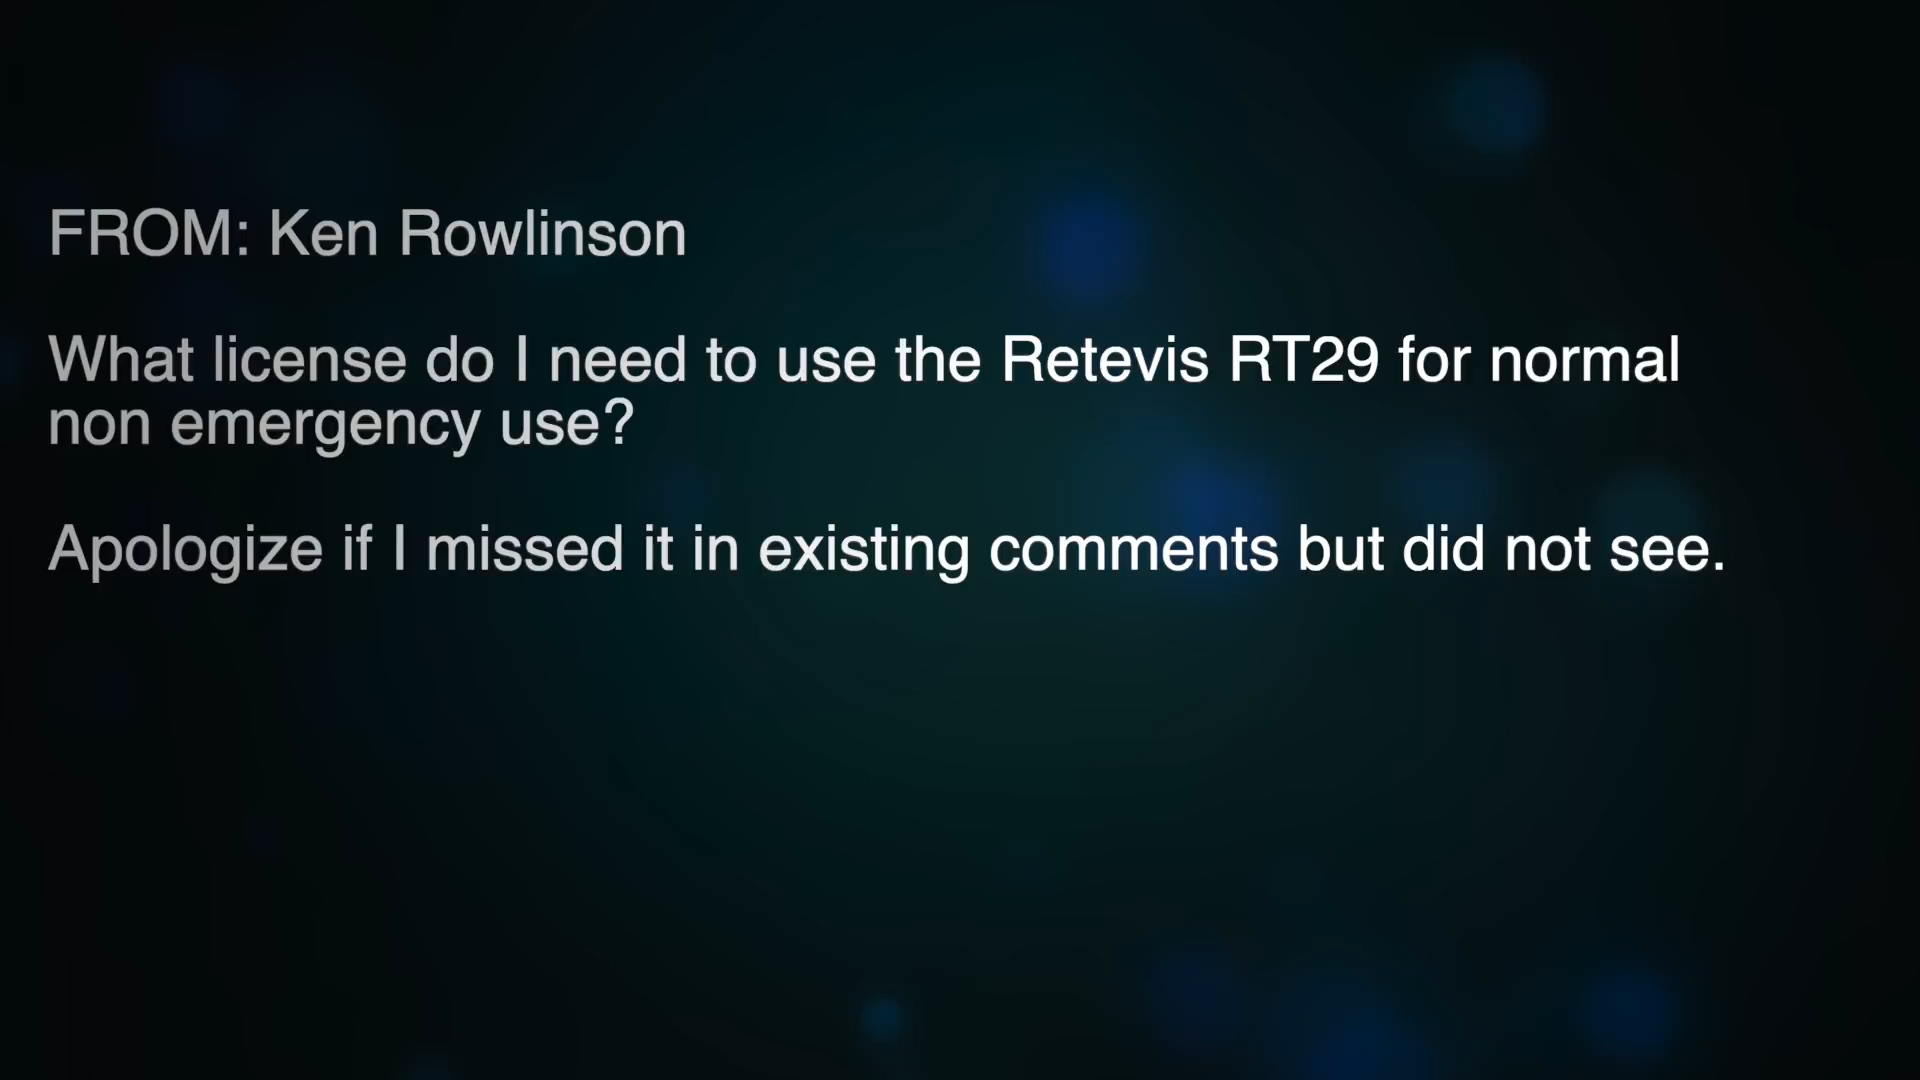 FROM: Ken Rowlinson
What license do I need to use the Retevis RT29 for normal
non emergency use?
Apologize if I missed it in existing comments but did not see.